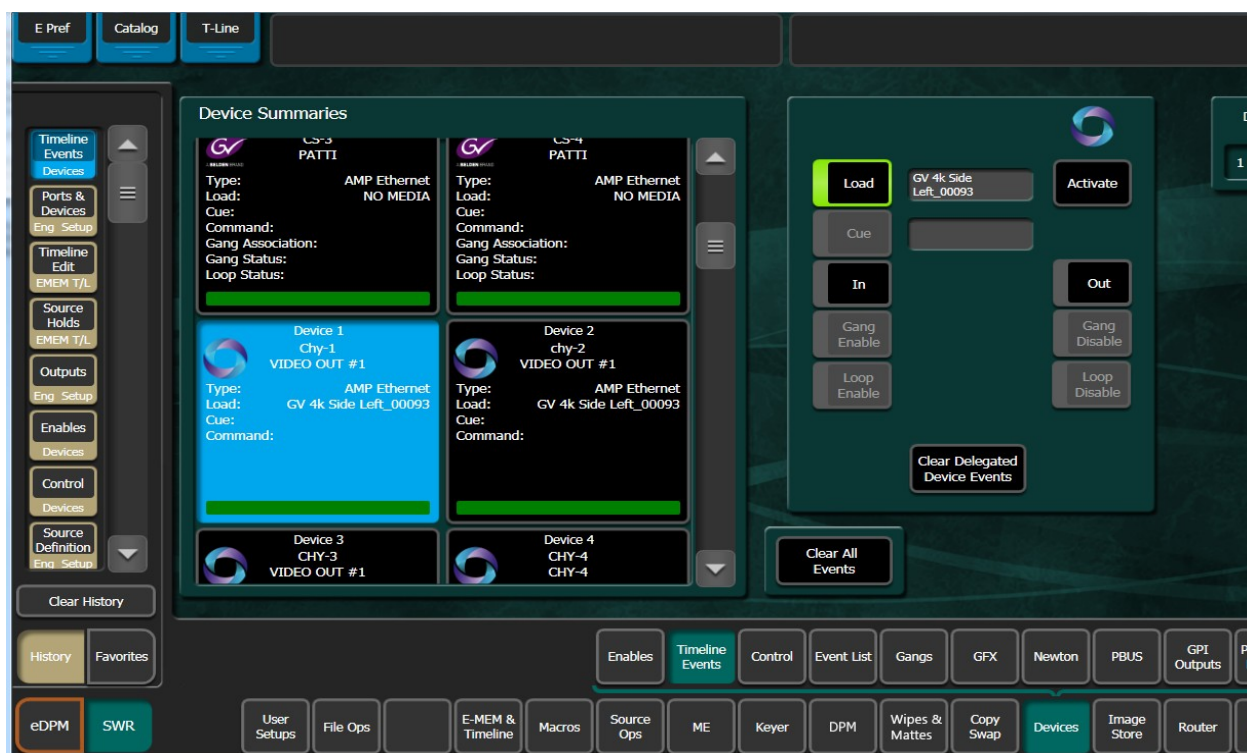 E Pref
Catalog
T-Line
Timeline
Events
Devices
Ports &
Devices
Eng Setup
Timeline
Edit
EMEM T/L
Source
Holds
EMEM T/L
Outputs
Eng Setup
Enables
Devices
Control
Devices
Source
Definition
Eng Setup
Clear History
History
Favorites
Device Summaries
CS-3
PATTI
Type: AMP Ethernet
Load: NO MEDIA
Cue:
Command:
Gang Association:
Gang Status:
Loop Status:
CS-4
PATTI
Type: AMP Ethernet
Load: NO MEDIA
Cue:
Command:
Gang Association:
Gang Status:
Loop Status:
Device 1
Chy-1
VIDEO OUT #1
Type: AMP Ethernet
Load: GV 4k Side Left_00093
Cue:
Command:
Device 2
chy-2
VIDEO OUT #1
Type: AMP Ethernet
Load: GV 4k Side Left_00093
Cue:
Command:
Device 3
CHY-3
VIDEO OUT #1
Device 4
CHY-4
CHY-4
Load
GV 4k Side
Left_00093
Activate
Cue
In
Out
Gang
Enable
Gang
Disable
Loop
Enable
Loop
Disable
Clear Delegated
Device Events
Clear All
Events
1
Enables
Timeline
Events
Control
Event List
Gangs
GFX
Newton
PBUS
GPI
Outputs
eDPM
SWR
User
Setups
File Ops
E-MEM &
Timeline
Macros
Source
Ops
ME
Keyer
DPM
Wipes &
Mattes
Copy
Swap
Devices
Image
Store
Router